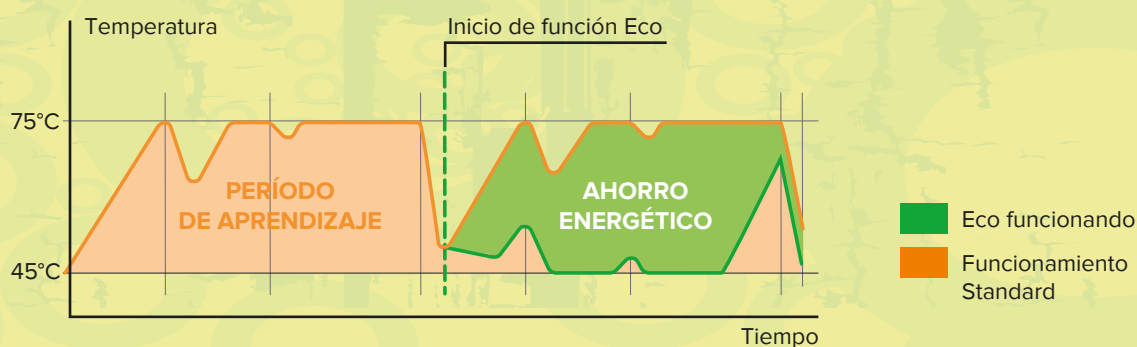 Temperatura
Inicio de función Eco
75°C
PERÍODO
DE APRENDIZAJE
AHORRO
ENERGÉTICO
45°C
Tiempo
Eco funcionando
Funcionamiento
Standard